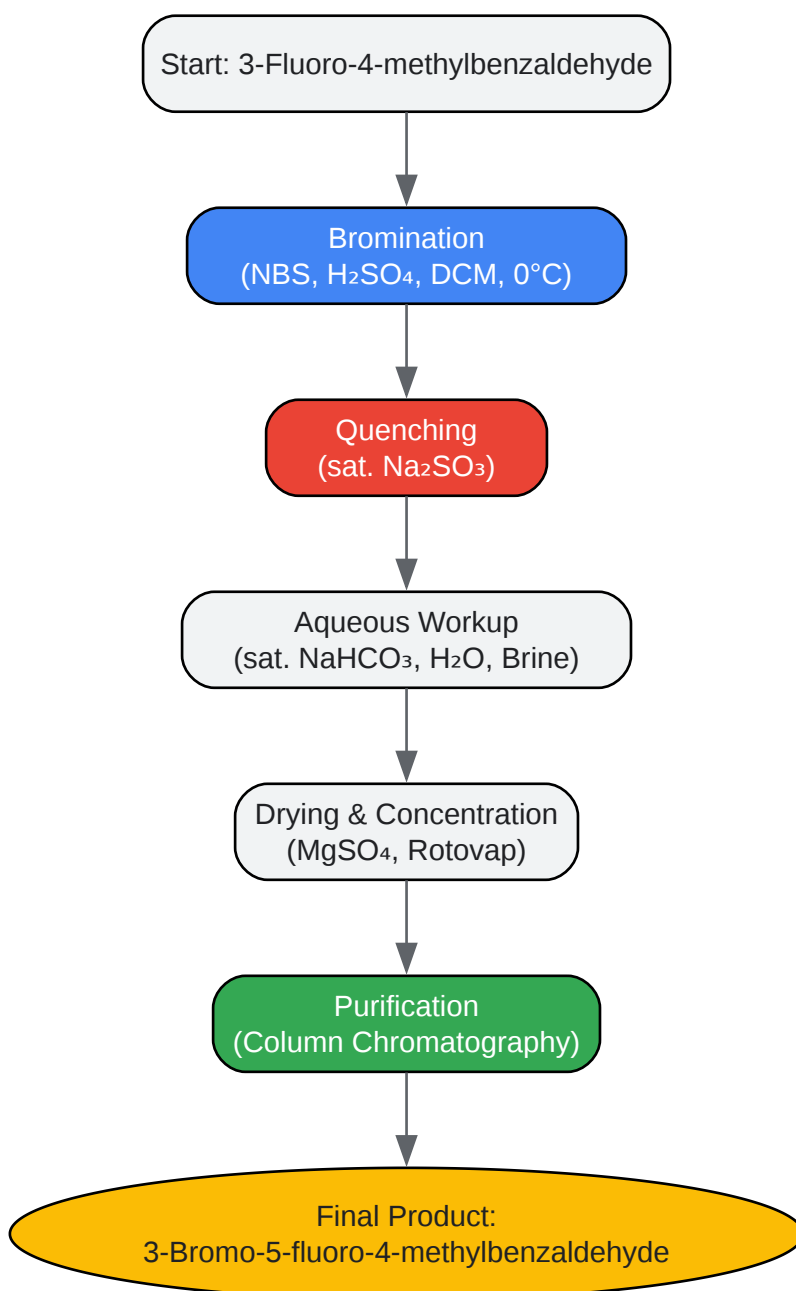 Start: 3-Fluoro-4-methylbenzaldehyde
Bromination
(NBS, H₂SO₄, DCM, 0°C)
Quenching
(sat. Na₂SO₃)
Aqueous Workup
(sat. NaHCO₃, H₂O, Brine)
Drying & Concentration
(MgSO₄, Rotovap)
Purification
(Column Chromatography)
Final Product:
3-Bromo-5-fluoro-4-methylbenzaldehyde